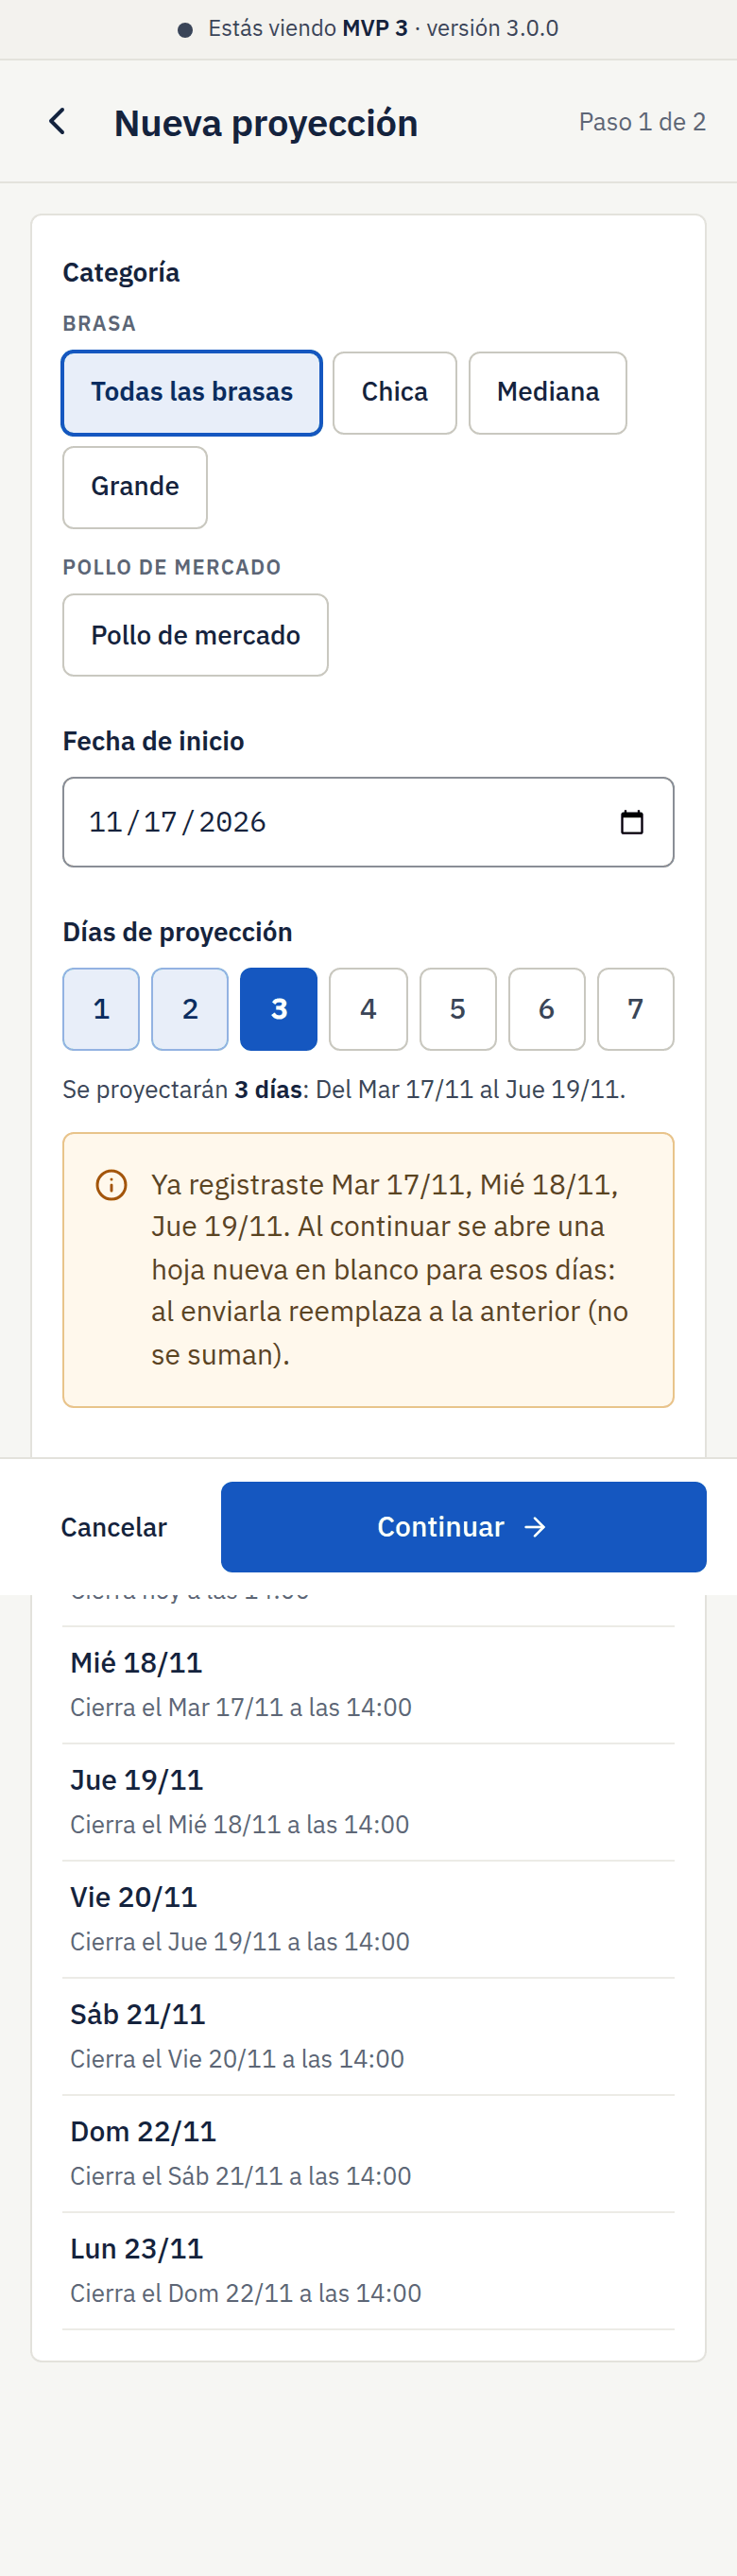 Estás viendo MVP 3 · versión 3.0.0
Nueva proyección
Paso 1 de 2
Categoría
BRASA
Todas las brasas
Chica
Mediana
Grande
POLLO DE MERCADO
Pollo de mercado
Fecha de inicio
11/17/2026
Días de proyección
1 2 3 4 5 6 7
Se proyectarán 3 días: Del Mar 17/11 al Jue 19/11.
Ya registraste Mar 17/11, Mié 18/11,
Jue 19/11. Al continuar se abre una
hoja nueva en blanco para esos días:
al enviarla reemplaza a la anterior (no
se suman).
Cancelar
Continuar →
Mié 18/11
Cierra el Mar 17/11 a las 14:00
Jue 19/11
Cierra el Mié 18/11 a las 14:00
Vie 20/11
Cierra el Jue 19/11 a las 14:00
Sáb 21/11
Cierra el Vie 20/11 a las 14:00
Dom 22/11
Cierra el Sáb 21/11 a las 14:00
Lun 23/11
Cierra el Dom 22/11 a las 14:00